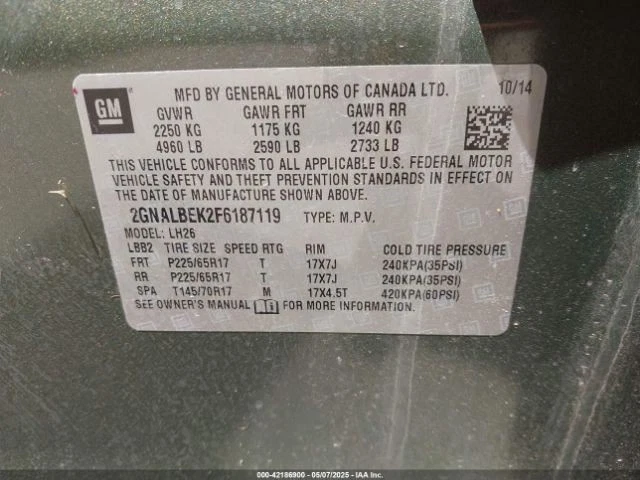 GM
MFD BY GENERAL MOTORS OF CANADA LTD. 10/14
GVWR GAWR FRT GAWR RR
2250 KG 1175 KG 1240 KG
4960 LB 2590 LB 2733 LB
THIS VEHICLE CONFORMS TO ALL APPLICABLE U.S. FEDERAL MOTOR
VEHICLE SAFETY AND THEFT PREVENTION STANDARDS IN EFFECT ON
THE DATE OF MANUFACTURE SHOWN ABOVE.
2GNALBEK2F6187119 TYPE: M.P.V.
MODEL: LH26
LBB2 TIRE SIZE SPEED RTG RIM COLD TIRE PRESSURE
FRT P225/65R17 T 17X7J 240KPA(35PSI)
RR P225/65R17 T 17X7J 240KPA(35PSI)
SPA T145/70R17 M 17X4.5T 420KPA(60PSI)
SEE OWNER'S MANUAL i FOR MORE INFORMATION.
000-42186900 - 05/07/2025 - IAA Inc.